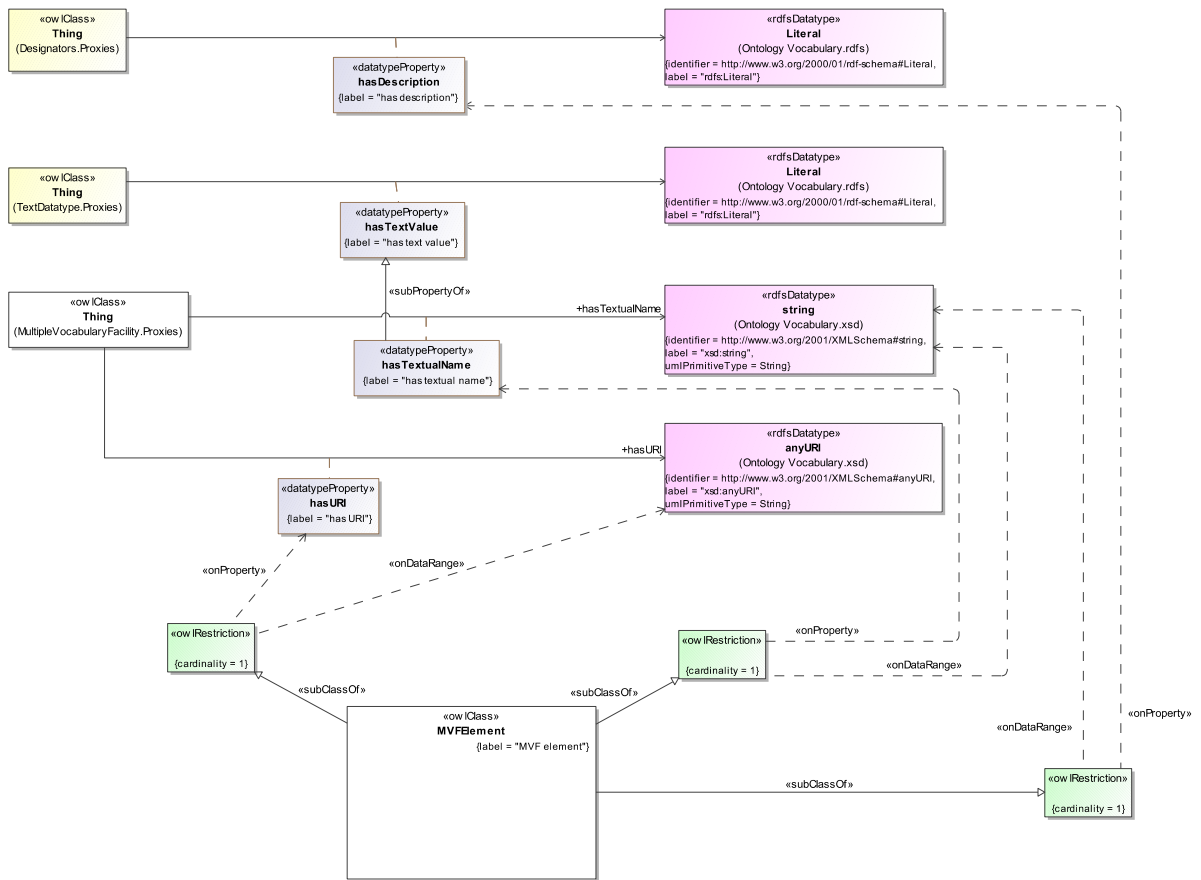 «owlClass»
Thing
(Designators.Proxies)
«rdfsDatatype»
Literal
(Ontology Vocabulary.rdfs)
{identifier = http://www.w3.org/2000/01/rdf-schema#Literal,
label = "rdfs:Literal"}
«datatypeProperty»
hasDescription
{label = "has description"}
«owlClass»
Thing
(TextDatatype.Proxies)
«rdfsDatatype»
Literal
(Ontology Vocabulary.rdfs)
{identifier = http://www.w3.org/2000/01/rdf-schema#Literal,
label = "rdfs:Literal"}
«datatypeProperty»
hasTextValue
{label = "has text value"}
«subPropertyOf»
«owlClass»
Thing
(MultipleVocabularyFacility.Proxies)
+hasTextualName
«rdfsDatatype»
string
(Ontology Vocabulary.xsd)
{identifier = http://www.w3.org/2001/XMLSchema#string,
label = "xsd:string",
umlPrimitiveType = String}
«datatypeProperty»
hasTextualName
{label = "has textual name"}
+hasURI
«rdfsDatatype»
anyURI
(Ontology Vocabulary.xsd)
{identifier = http://www.w3.org/2001/XMLSchema#anyURI,
label = "xsd:anyURI",
umlPrimitiveType = String}
«datatypeProperty»
hasURI
{label = "has URI"}
«onProperty»
«onDataRange»
«owlRestriction»
{cardinality = 1}
«owlRestriction»
{cardinality = 1}
«onProperty»
«onDataRange»
«subClassOf»
«subClassOf»
«owlClass»
MVFElement
{label = "MVF element"}
«onDataRange»
«onProperty»
«subClassOf»
«owlRestriction»
{cardinality = 1}